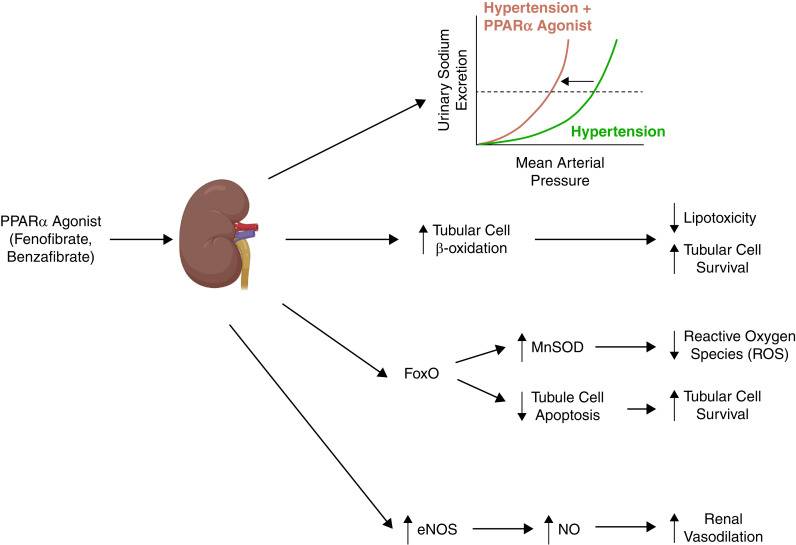 Hypertension +
PPARα Agonist
Urinary Sodium
Excretion
Hypertension
Mean Arterial
Pressure
PPARα Agonist
(Fenofibrate,
Benzafibrate)
Tubular Cell
β-oxidation
Lipotoxicity
Tubular Cell
Survival
FoxO
MnSOD
Reactive Oxygen
Species (ROS)
Tubule Cell
Apoptosis
Tubular Cell
Survival
eNOS
NO
Renal
Vasodilation